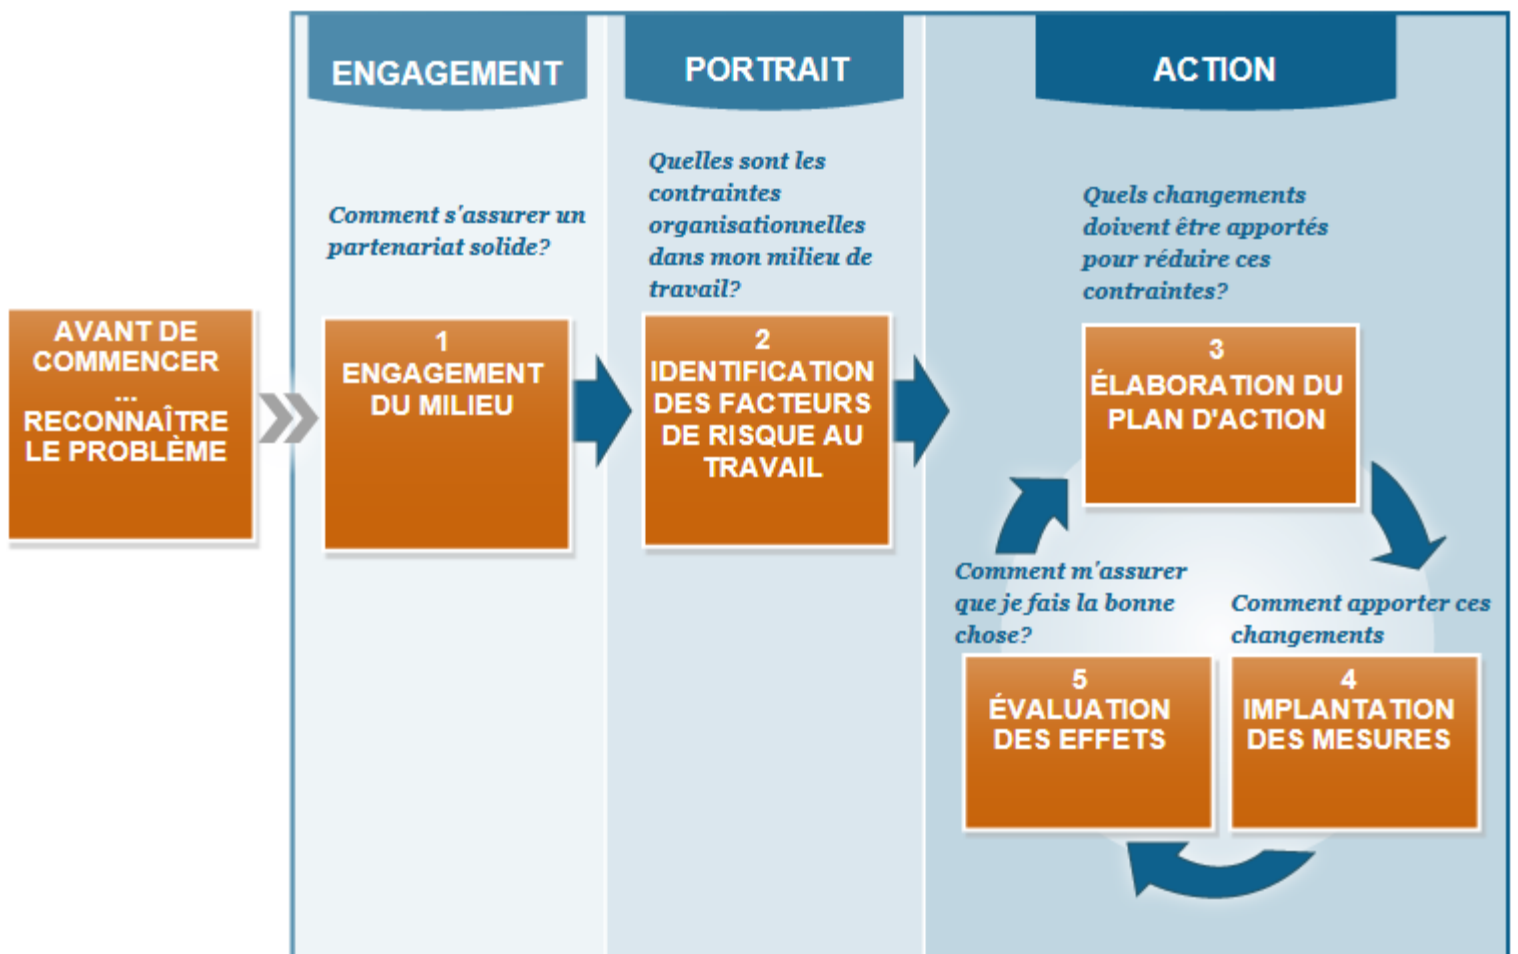 ENGAGEMENT
PORTRAIT
ACTION
AVANT DE
COMMENCER
...
RECONNAÎTRE
LE PROBLÈME
Comment s'assurer un
partenariat solide?
1
ENGAGEMENT
DU MILIEU
Quelles sont les
contraintes
organisationnelles
dans mon milieu de
travail?
2
IDENTIFICATION
DES FACTEURS
DE RISQUE AU
TRAVAIL
Quels changements
doivent être apportés
pour réduire ces
contraintes?
3
ÉLABORATION DU
PLAN D'ACTION
Comment apporter ces
changements
4
IMPLANTATION
DES MESURES
Comment m'assurer
que je fais la bonne
chose?
5
ÉVALUATION
DES EFFETS